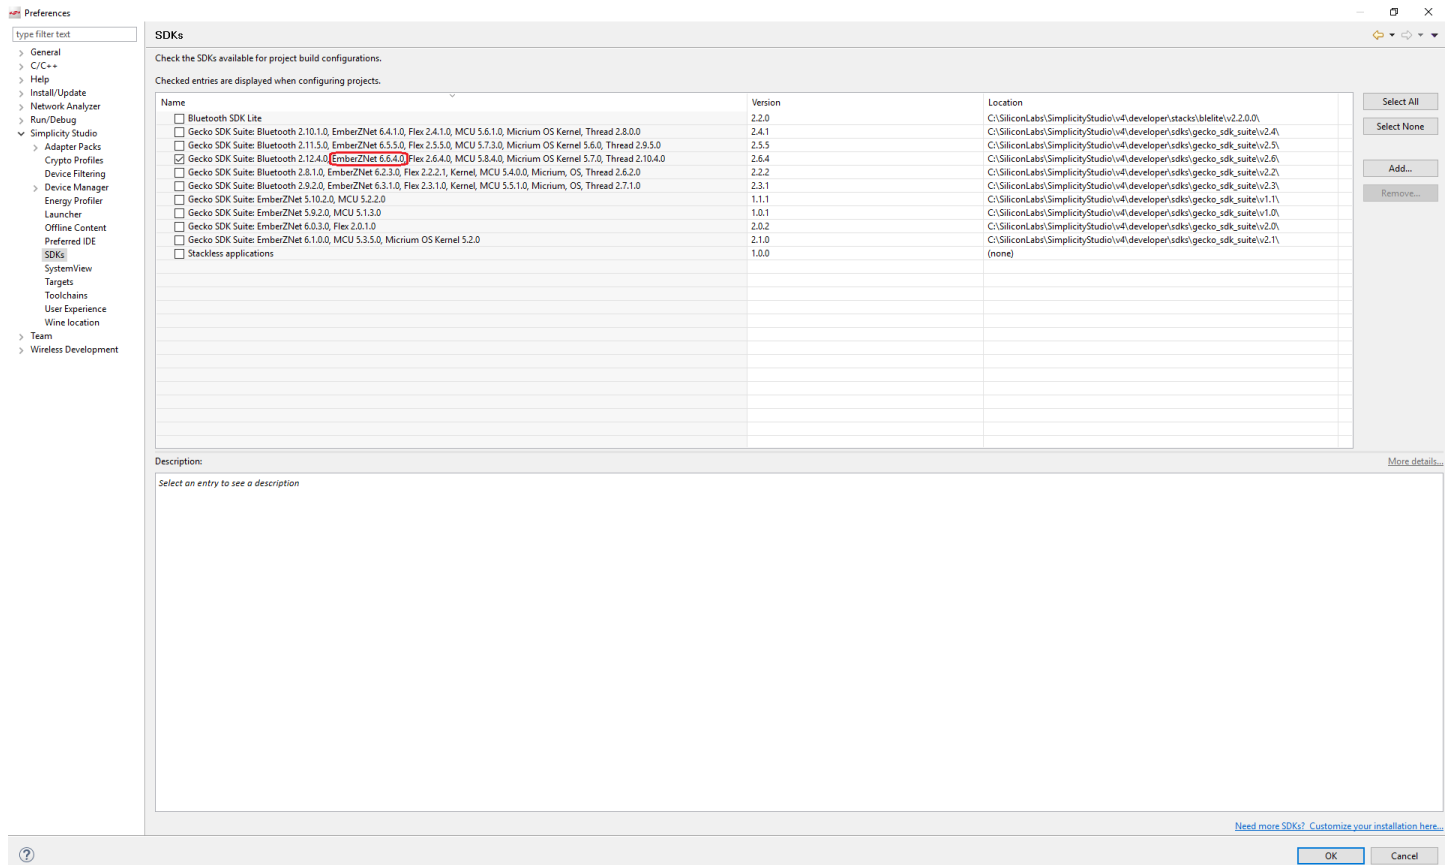 Preferences
type filter text
General
C/C++
Help
Install/Update
Network Analyzer
Run/Debug
Simplicity Studio
Adapter Packs
Crypto Profiles
Device Filtering
Device Manager
Energy Profiler
Launcher
Offline Content
Preferred IDE
SDKs
SystemView
Targets
Toolchains
User Experience
Wine location
Team
Wireless Development
SDKs
Check the SDKs available for project build configurations.
Checked entries are displayed when configuring projects.
Name Version Location
Bluetooth SDK Lite 2.2.0 C:\SiliconLabs\SimplicityStudio\v4\developer\stacks\blelite\v2.2.0.0\
Gecko SDK Suite: Bluetooth 2.10.1.0, EmberZNet 6.4.1.0, Flex 2.4.1.0, MCU 5.6.1.0, Micrium OS Kernel, Thread 2.8.0.0 2.4.1 C:\SiliconLabs\SimplicityStudio\v4\developer\sdks\gecko_sdk_suite\v2.4\
Gecko SDK Suite: Bluetooth 2.11.5.0, EmberZNet 6.5.5.0, Flex 2.5.5.0, MCU 5.7.3.0, Micrium OS Kernel 5.6.0, Thread 2.9.5.0 2.5.5 C:\SiliconLabs\SimplicityStudio\v4\developer\sdks\gecko_sdk_suite\v2.5\
Gecko SDK Suite: Bluetooth 2.12.4.0, EmberZNet 6.6.4.0, Flex 2.6.4.0, MCU 5.8.4.0, Micrium OS Kernel 5.7.0, Thread 2.10.4.0 2.6.4 C:\SiliconLabs\SimplicityStudio\v4\developer\sdks\gecko_sdk_suite\v2.6\
Gecko SDK Suite: Bluetooth 2.8.1.0, EmberZNet 6.2.3.0, Flex 2.2.2.1, Kernel, MCU 5.4.0.0, Micrium, OS, Thread 2.6.2.0 2.2.2 C:\SiliconLabs\SimplicityStudio\v4\developer\sdks\gecko_sdk_suite\v2.2\
Gecko SDK Suite: Bluetooth 2.9.2.0, EmberZNet 6.3.1.0, Flex 2.3.1.0, Kernel, MCU 5.5.1.0, Micrium, OS, Thread 2.7.1.0 2.3.1 C:\SiliconLabs\SimplicityStudio\v4\developer\sdks\gecko_sdk_suite\v2.3\
Gecko SDK Suite: EmberZNet 5.10.2.0, MCU 5.2.2.0 1.1.1 C:\SiliconLabs\SimplicityStudio\v4\developer\sdks\gecko_sdk_suite\v1.1\
Gecko SDK Suite: EmberZNet 5.9.2.0, MCU 5.1.3.0 1.0.1 C:\SiliconLabs\SimplicityStudio\v4\developer\sdks\gecko_sdk_suite\v1.0\
Gecko SDK Suite: EmberZNet 6.0.3.0, Flex 2.0.1.0 2.0.2 C:\SiliconLabs\SimplicityStudio\v4\developer\sdks\gecko_sdk_suite\v2.0\
Gecko SDK Suite: EmberZNet 6.1.0.0, MCU 5.3.5.0, Micrium OS Kernel 5.2.0 2.1.0 C:\SiliconLabs\SimplicityStudio\v4\developer\sdks\gecko_sdk_suite\v2.1\
Stackless applications 1.0.0 (none)
Select All
Select None
Add...
Remove...
Description: More details...
Select an entry to see a description
Need more SDKs? Customize your installation here...
OK Cancel